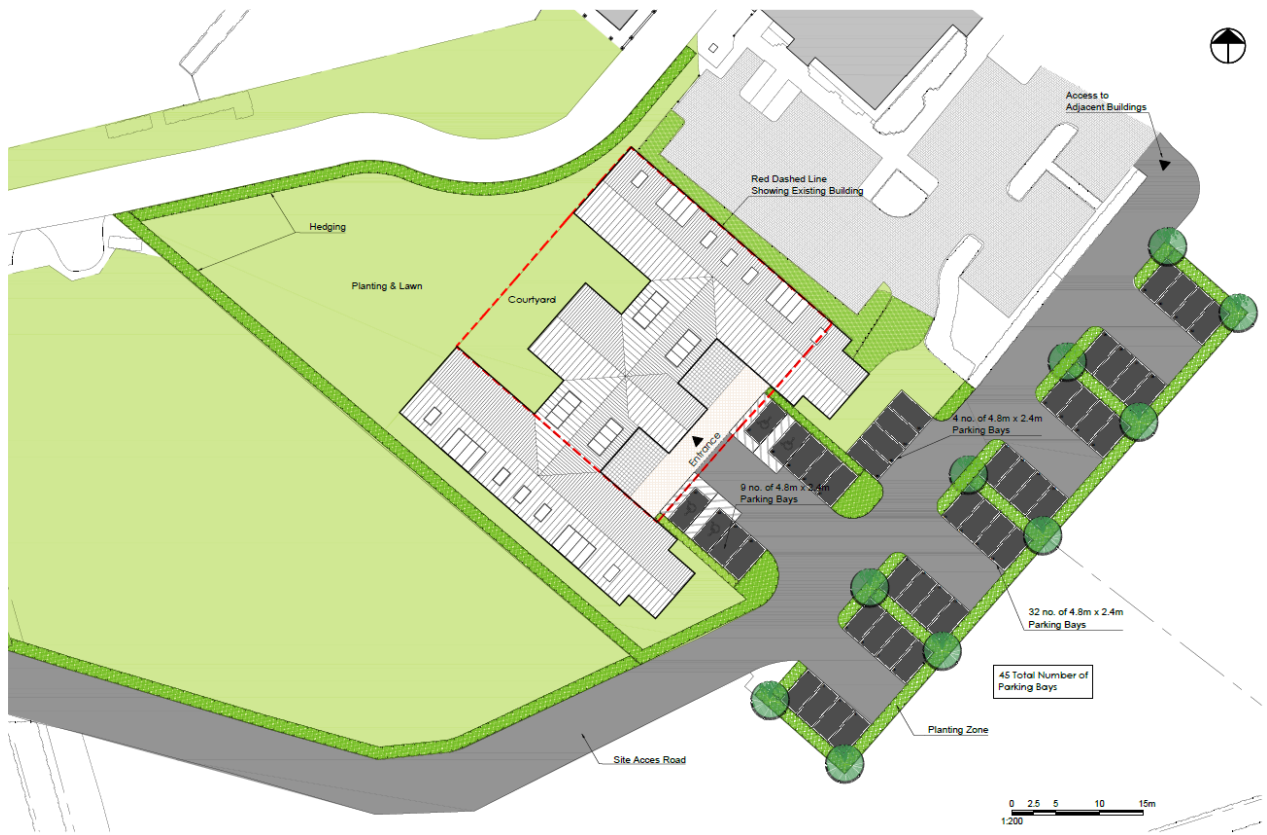 Access to
Adjacent Buildings
Red Dashed Line
Showing Existing Building
Hedging
Planting & Lawn
Courtyard
4 no. of 4.8m x 2.4m
Parking Bays
Entrance
9 no. of 4.8m x 2.4m
Parking Bays
32 no. of 4.8m x 2.4m
Parking Bays
45 Total Number of
Parking Bays
Planting Zone
Site Acces Road
0 2.5 5 10 15m
1:200